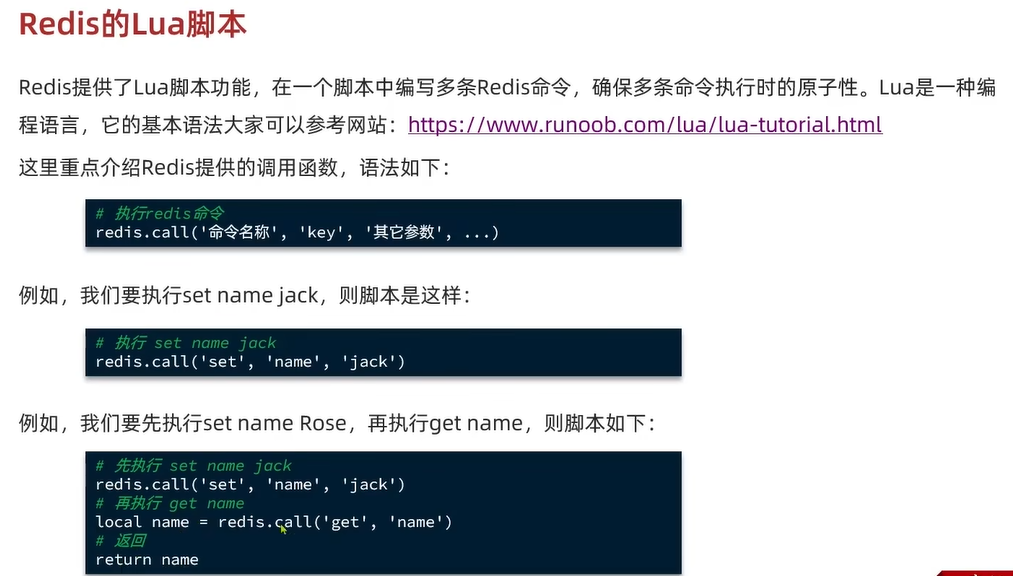 Redis的Lua脚本
Redis提供了Lua脚本功能，在一个脚本中编写多条Redis命令，确保多条命令执行时的原子性。Lua是一种编
程语言，它的基本语法大家可以参考网站：https://www.runoob.com/lua/lua-tutorial.html
这里重点介绍Redis提供的调用函数，语法如下：
# 执行redis命令
redis.call('命令名称', 'key', '其它参数', ...)
例如，我们要执行set name jack，则脚本是这样：
# 执行 set name jack
redis.call('set', 'name', 'jack')
例如，我们要先执行set name Rose，再执行get name，则脚本如下：
# 先执行 set name jack
redis.call('set', 'name', 'jack')
# 再执行 get name
local name = redis.call('get', 'name')
# 返回
return name